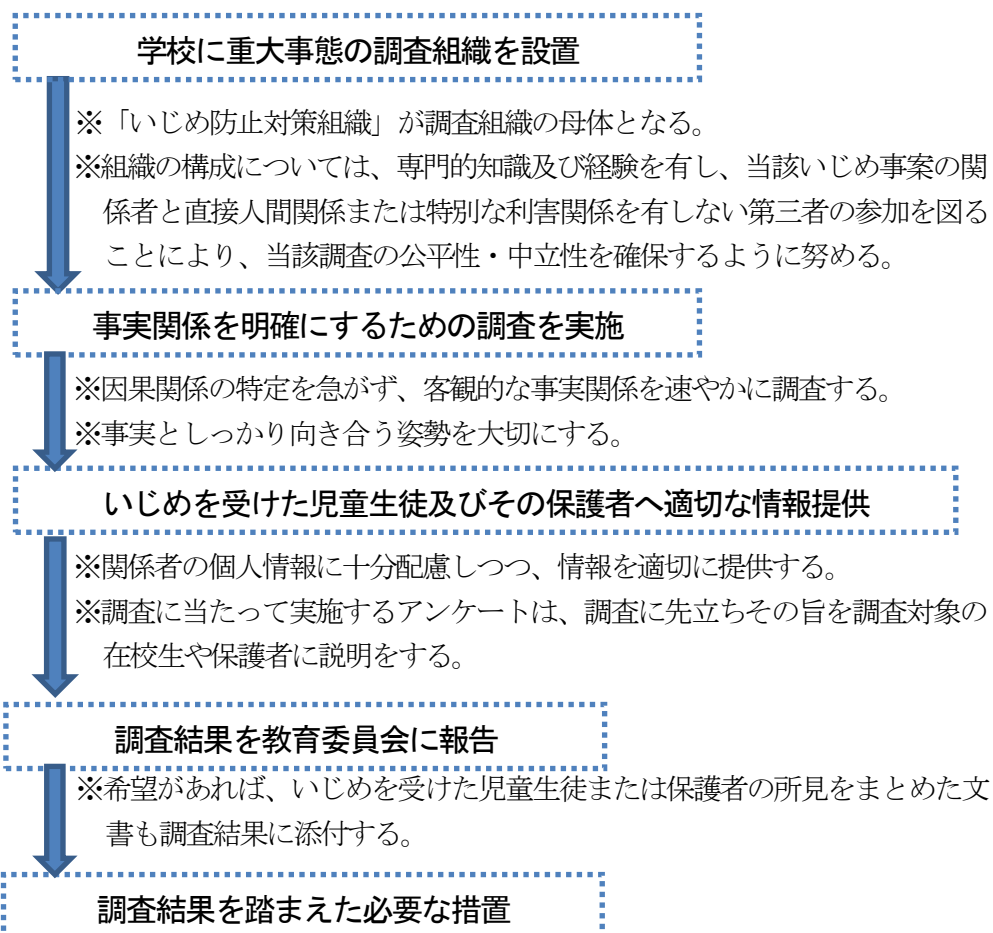 学校に重大事態の調査組織を設置
※「いじめ防止対策組織」が調査組織の母体となる。
※組織の構成については、専門的知識及び経験を有し、当該いじめ事案の関
係者と直接人間関係または特別な利害関係を有しない第三者の参加を図る
ことにより、当該調査の公平性・中立性を確保するように努める。
事実関係を明確にするための調査を実施
※因果関係の特定を急がず、客観的な事実関係を速やかに調査する。
※事実としっかり向き合う姿勢を大切にする。
いじめを受けた児童生徒及びその保護者へ適切な情報提供
※関係者の個人情報に十分配慮しつつ、情報を適切に提供する。
※調査に当たって実施するアンケートは、調査に先立ちその旨を調査対象の
在校生や保護者に説明をする。
調査結果を教育委員会に報告
※希望があれば、いじめを受けた児童生徒または保護者の所見をまとめた文
書も調査結果に添付する。
調査結果を踏まえた必要な措置